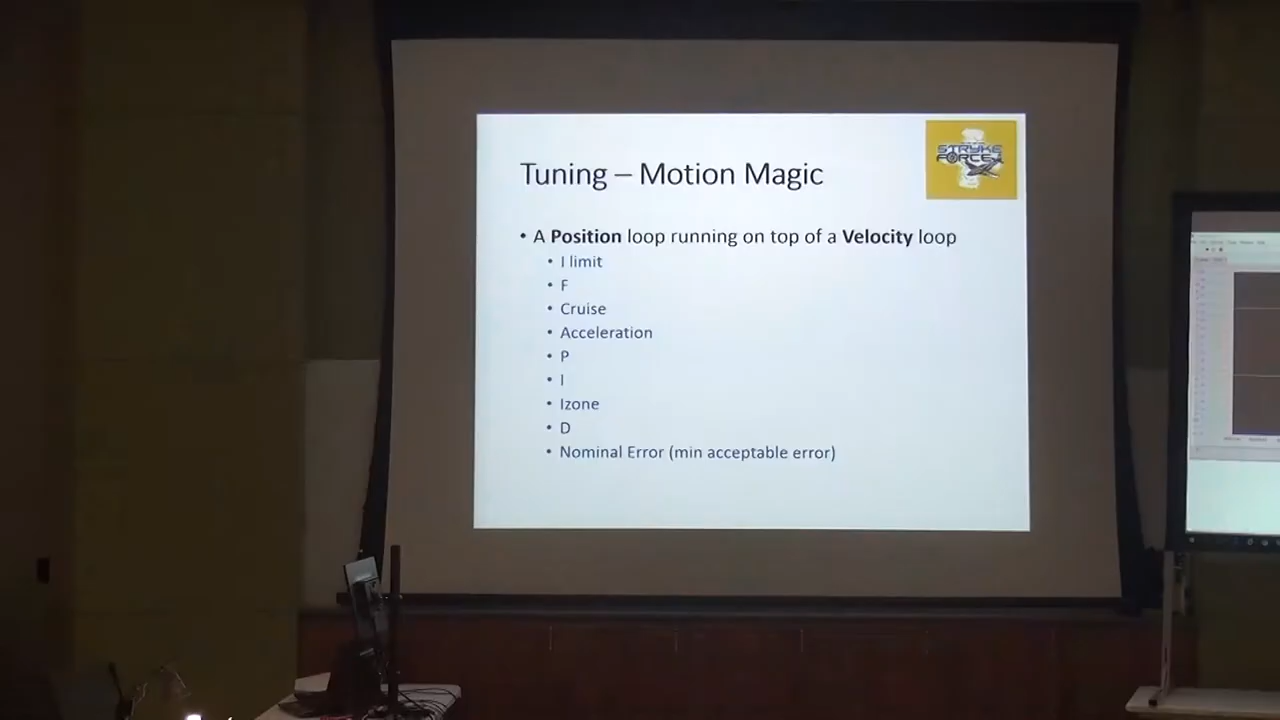 STRYKE
FORCE
Tuning – Motion Magic
• A Position loop running on top of a Velocity loop
• I limit
• F
• Cruise
• Acceleration
• P
• I
• Izone
• D
• Nominal Error (min acceptable error)